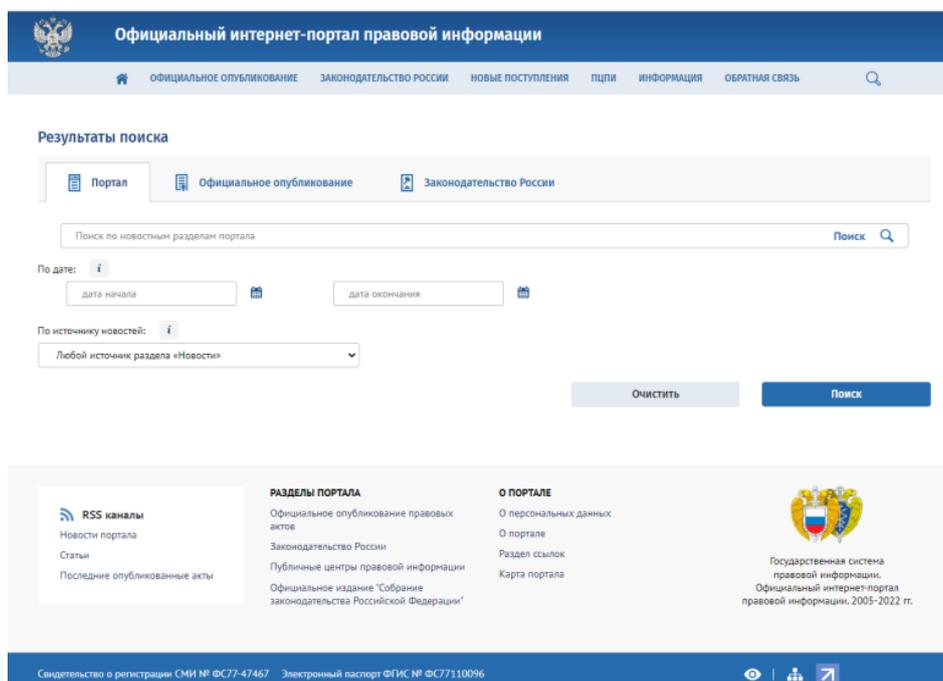 Официальный интернет-портал правовой информации
ОФИЦИАЛЬНОЕ ОПУБЛИКОВАНИЕ ЗАКОНОДАТЕЛЬСТВО РОССИИ НОВЫЕ ПОСТУПЛЕНИЯ ПЦПИ ИНФОРМАЦИЯ ОБРАТНАЯ СВЯЗЬ
Результаты поиска
Портал Официальное опубликование Законодательство России
Поиск по новостным разделам портала Поиск
По дате: i
дата начала дата окончания
По источнику новостей: i
Любой источник раздела «Новости»
Очистить Поиск
RSS каналы
Новости портала
Статьи
Последние опубликованные акты
РАЗДЕЛЫ ПОРТАЛА
Официальное опубликование правовых
актов
Законодательство России
Публичные центры правовой информации
Официальное издание "Собрание
законодательства Российской Федерации"
О ПОРТАЛЕ
О персональных данных
О портале
Раздел ссылок
Карта портала
Государственная система
правовой информации.
Официальный интернет-портал
правовой информации. 2005-2022 гг.
Свидетельство о регистрации СМИ № ФС77-47467 Электронный паспорт ФГИС № ФС77110096